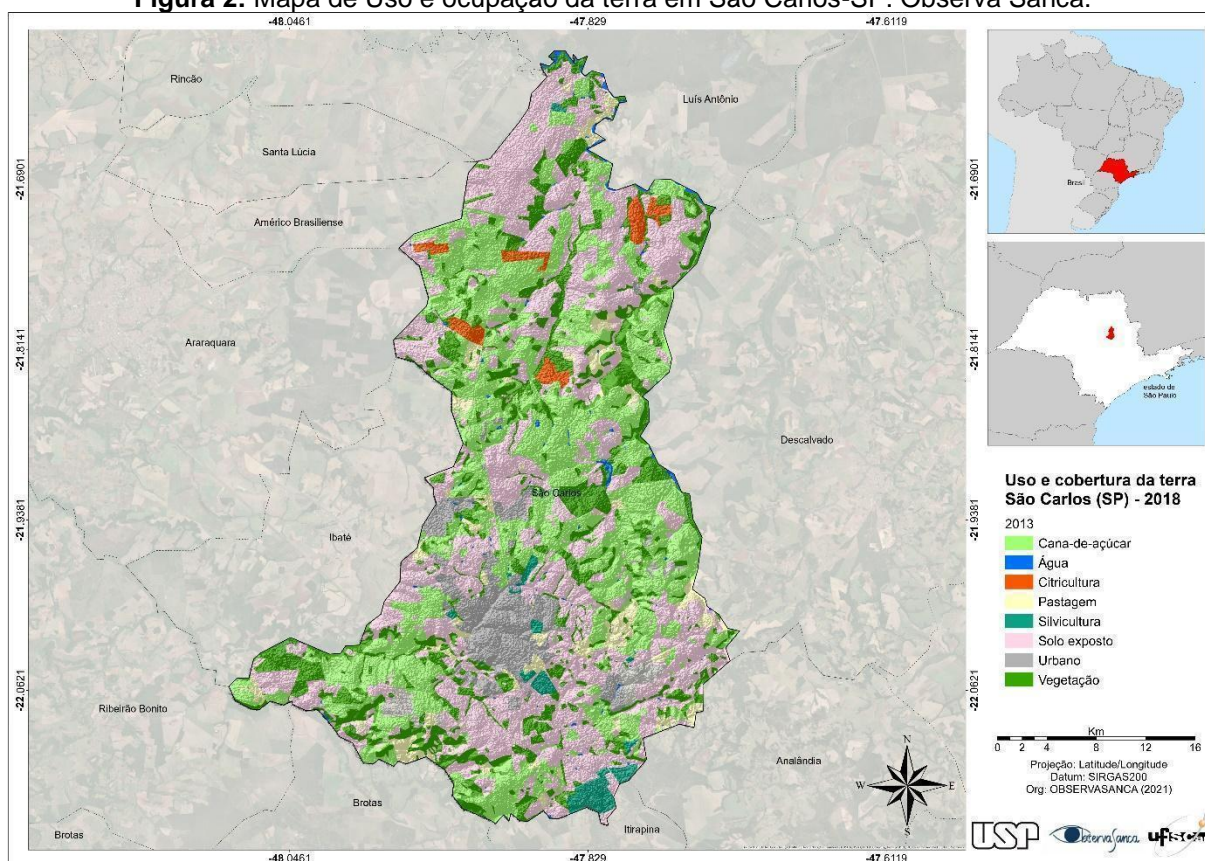 Figura 2. Mapa de Uso e ocupação da terra em São Carlos-SP. Observa Sanca.
-48.0461
-47.829
-47.6119
Rincão
Luís Antônio
Santa Lúcia
Américo Brasiliense
Araraquara
Descalvado
São Carlos
Ibaté
Ribeirão Bonito
Analândia
Brotas
Brotas
Itirapina
-21.6901
-21.8141
-21.9381
-22.0621
-21.6901
-21.8141
-21.9381
-22.0621
-48.0461
-47.829
-47.6119
N
W
E
S
Brasil
estado de
São Paulo
Uso e cobertura da terra
São Carlos (SP) - 2018
2013
Cana-de-açúcar
Água
Citricultura
Pastagem
Silvicultura
Solo exposto
Urbano
Vegetação
Km
0 2 4 8 12 16
Projeção: Latitude/Longitude
Datum: SIRGAS200
Org: OBSERVASANCA (2021)
USP
ObservaSanca
ufscar